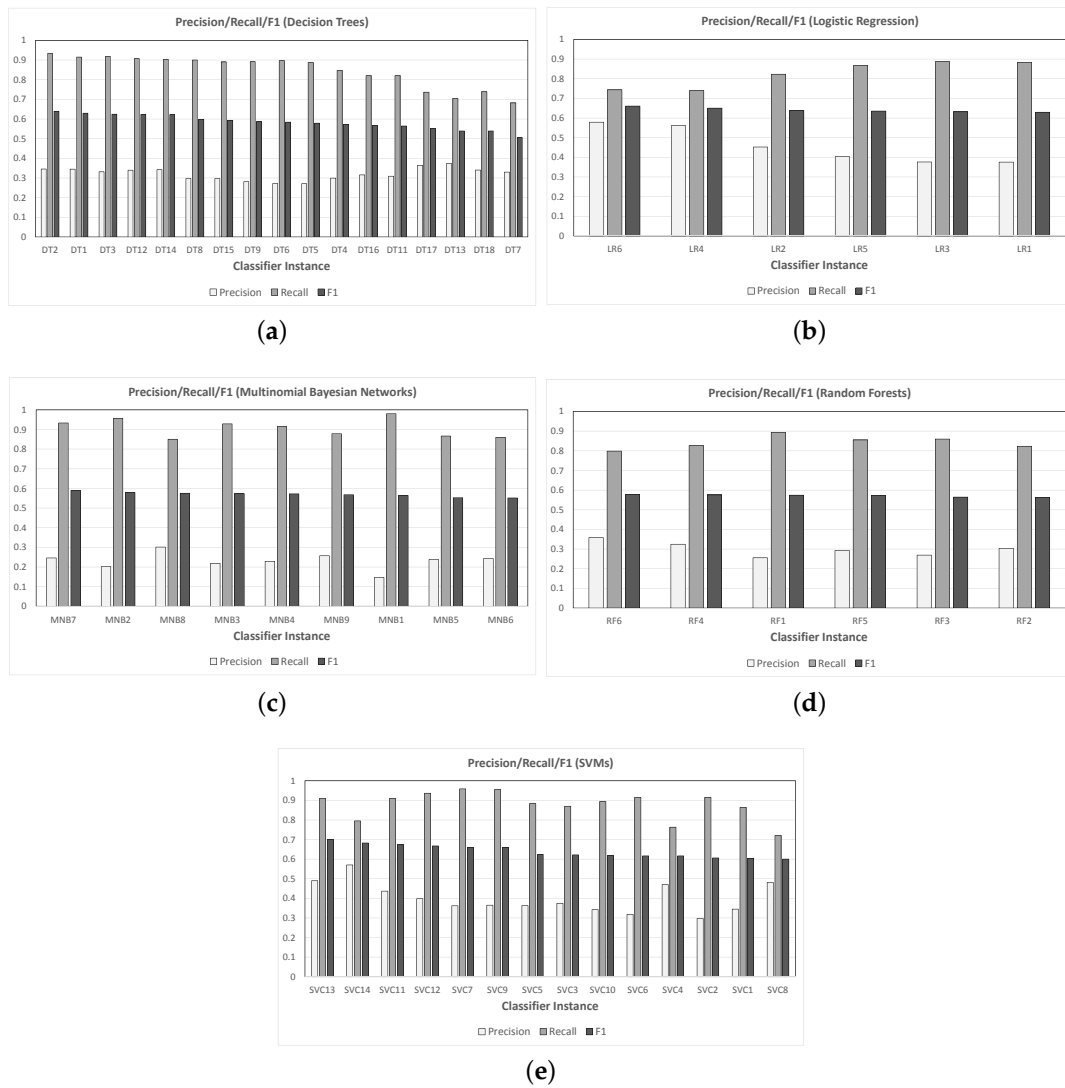 Precision/Recall/F1 (Decision Trees)
1
0.9
0.8
0.7
0.6
0.5
0.4
0.3
0.2
0.1
0
DT2 DT1 DT3 DT12 DT14 DT8 DT15 DT9 DT6 DT5 DT4 DT16 DT11 DT17 DT13 DT18 DT7
Classifier Instance
Precision Recall F1
(a)
Precision/Recall/F1 (Logistic Regression)
1
0.9
0.8
0.7
0.6
0.5
0.4
0.3
0.2
0.1
0
LR6 LR4 LR2 LR5 LR3 LR1
Classifier Instance
Precision Recall F1
(b)
Precision/Recall/F1 (Multinomial Bayesian Networks)
1
0.9
0.8
0.7
0.6
0.5
0.4
0.3
0.2
0.1
0
MNB7 MNB2 MNB8 MNB3 MNB4 MNB9 MNB1 MNB5 MNB6
Classifier Instance
Precision Recall F1
(c)
Precision/Recall/F1 (Random Forests)
1
0.9
0.8
0.7
0.6
0.5
0.4
0.3
0.2
0.1
0
RF6 RF4 RF1 RF5 RF3 RF2
Classifier Instance
Precision Recall F1
(d)
Precision/Recall/F1 (SVMs)
1
0.9
0.8
0.7
0.6
0.5
0.4
0.3
0.2
0.1
0
SVC13 SVC14 SVC11 SVC12 SVC7 SVC9 SVC5 SVC3 SVC10 SVC6 SVC4 SVC2 SVC1 SVC8
Classifier Instance
Precision Recall F1
(e)